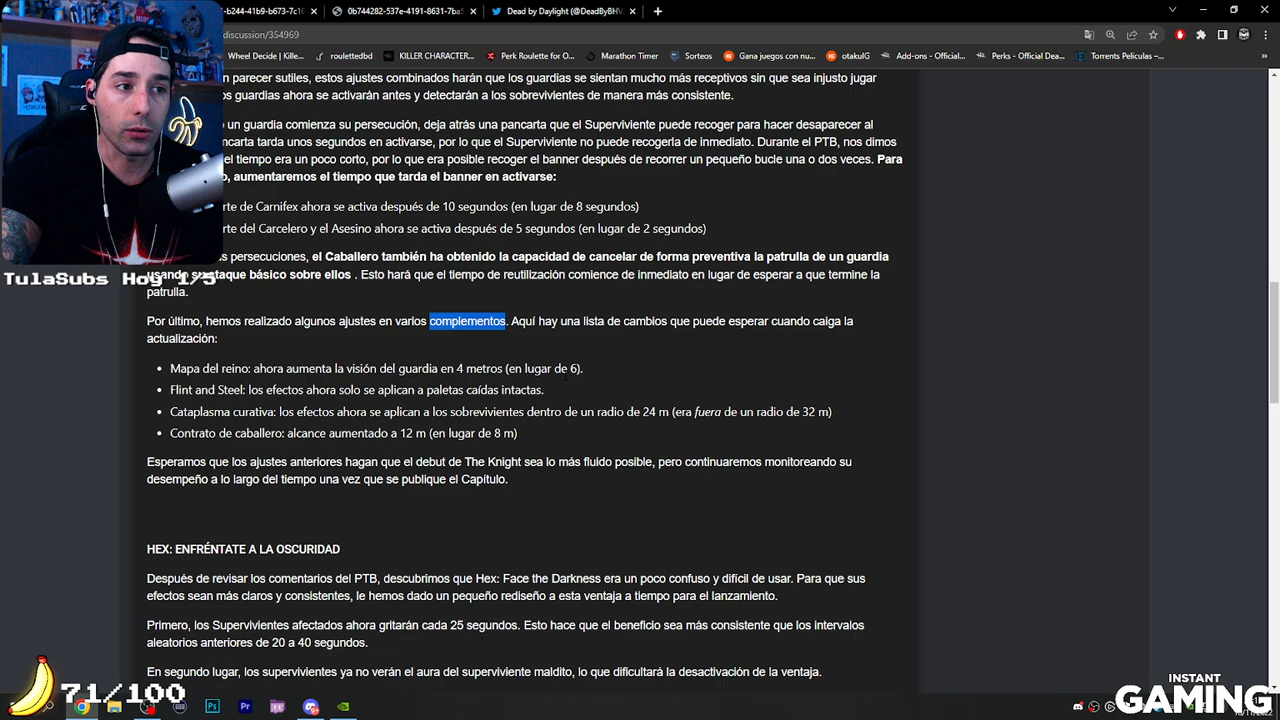 -b244-41b9-b673-7c1( × 0b744282-537e-4191-8631-7ba5 × Dead by Daylight (@DeadByBHV × +
discussion/354969
Wheel Decide | Kille... roulettedbd KILLER CHARACTER... Perk Roulette for D... Marathon Timer Sorteos Gana juegos con nu... otakulG Add-ons - Official... Perks - Official Dea... Torrents Peliculas –... »
n parecer sutiles, estos ajustes combinados harán que los guardias se sientan mucho más receptivos sin que sea injusto jugar
os guardias ahora se activarán antes y detectarán a los sobrevivientes de manera más consistente.
o un guardia comienza su persecución, deja atrás una pancarta que el Superviviente puede recoger para hacer desaparecer al
ncarta tarda unos segundos en activarse, por lo que el Superviviente no puede recogerla de inmediato. Durante el PTB, nos dimos
el tiempo era un poco corto, por lo que era posible recoger el banner después de recorrer un pequeño bucle una o dos veces. Para
o, aumentaremos el tiempo que tarda el banner en activarse:
rte de Carnifex ahora se activa después de 10 segundos (en lugar de 8 segundos)
rte del Carcelero y el Asesino ahora se activa después de 5 segundos (en lugar de 2 segundos)
s persecuciones, el Caballero también ha obtenido la capacidad de cancelar de forma preventiva la patrulla de un guardia
usando su ataque básico sobre ellos . Esto hará que el tiempo de reutilización comience de inmediato en lugar de esperar a que termine la
TulaSubs Hoy 1/5
patrulla.
Por último, hemos realizado algunos ajustes en varios complementos. Aquí hay una lista de cambios que puede esperar cuando caiga la
actualización:
• Mapa del reino: ahora aumenta la visión del guardia en 4 metros (en lugar de 6).
• Flint and Steel: los efectos ahora solo se aplican a paletas caídas intactas.
• Cataplasma curativa: los efectos ahora se aplican a los sobrevivientes dentro de un radio de 24 m (era fuera de un radio de 32 m)
• Contrato de caballero: alcance aumentado a 12 m (en lugar de 8 m)
Esperamos que los ajustes anteriores hagan que el debut de The Knight sea lo más fluido posible, pero continuaremos monitoreando su
desempeño a lo largo del tiempo una vez que se publique el Capítulo.
HEX: ENFRÉNTATE A LA OSCURIDAD
Después de revisar los comentarios del PTB, descubrimos que Hex: Face the Darkness era un poco confuso y difícil de usar. Para que sus
efectos sean más claros y consistentes, le hemos dado un pequeño rediseño a esta ventaja a tiempo para el lanzamiento.
Primero, los Supervivientes afectados ahora gritarán cada 25 segundos. Esto hace que el beneficio sea más consistente que los intervalos
aleatorios anteriores de 20 a 40 segundos.
En segundo lugar, los supervivientes ya no verán el aura del superviviente maldito, lo que dificultará la desactivación de la ventaja.
71/100
INSTANT
GAMING